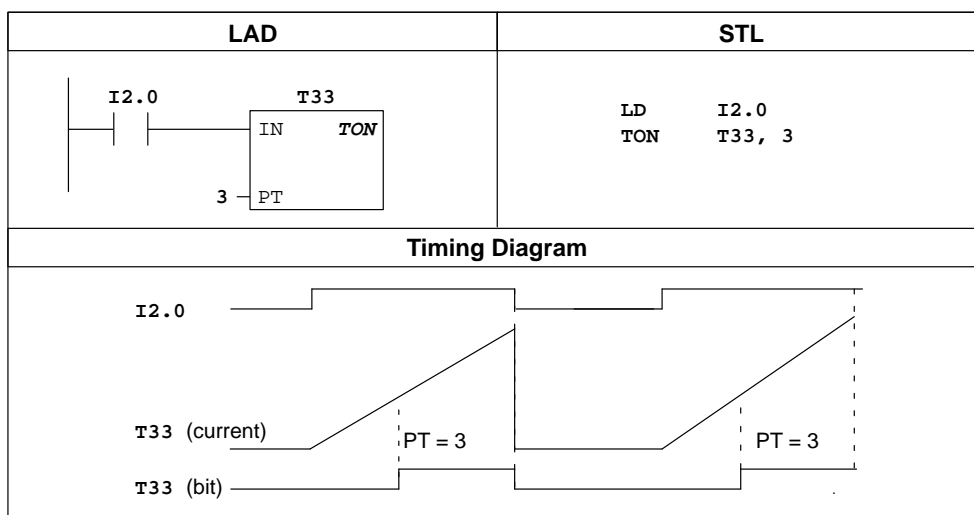 LAD STL
I2.0 T33
IN TON
3 PT
LD I2.0
TON T33, 3
Timing Diagram
I2.0
T33 (current)
PT = 3 PT = 3
T33 (bit)